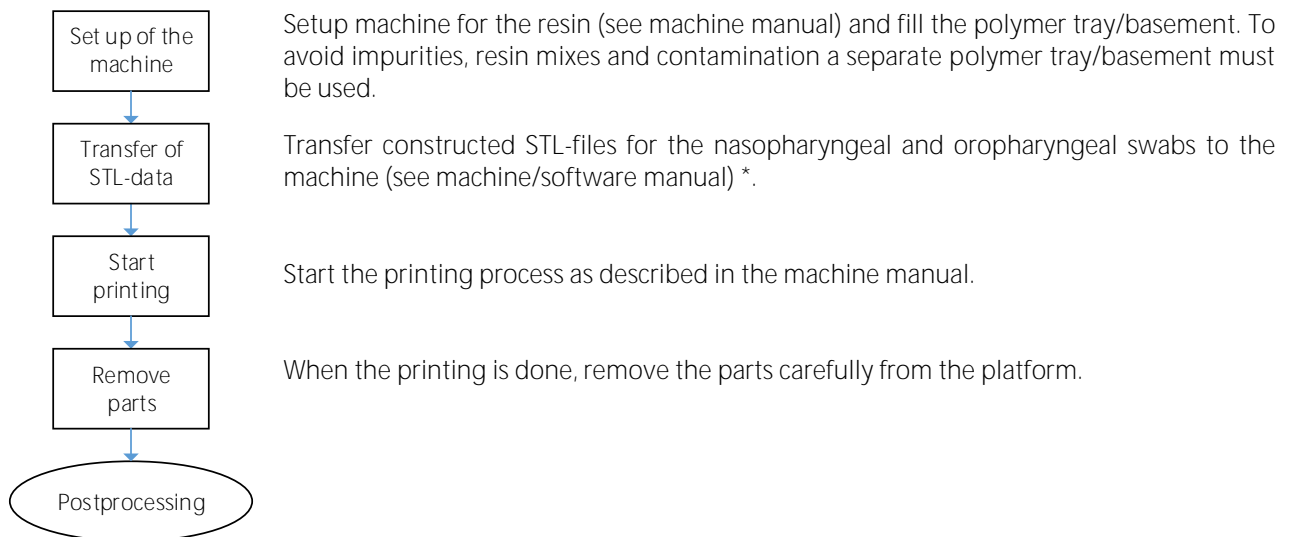 Set up of the
machine
Setup machine for the resin (see machine manual) and fill the polymer tray/basement. To
avoid impurities, resin mixes and contamination a separate polymer tray/basement must
be used.
Transfer of
STL-data
Transfer constructed STL-files for the nasopharyngeal and oropharyngeal swabs to the
machine (see machine/software manual) *.
Start
printing
Start the printing process as described in the machine manual.
Remove
parts
When the printing is done, remove the parts carefully from the platform.
Postprocessing